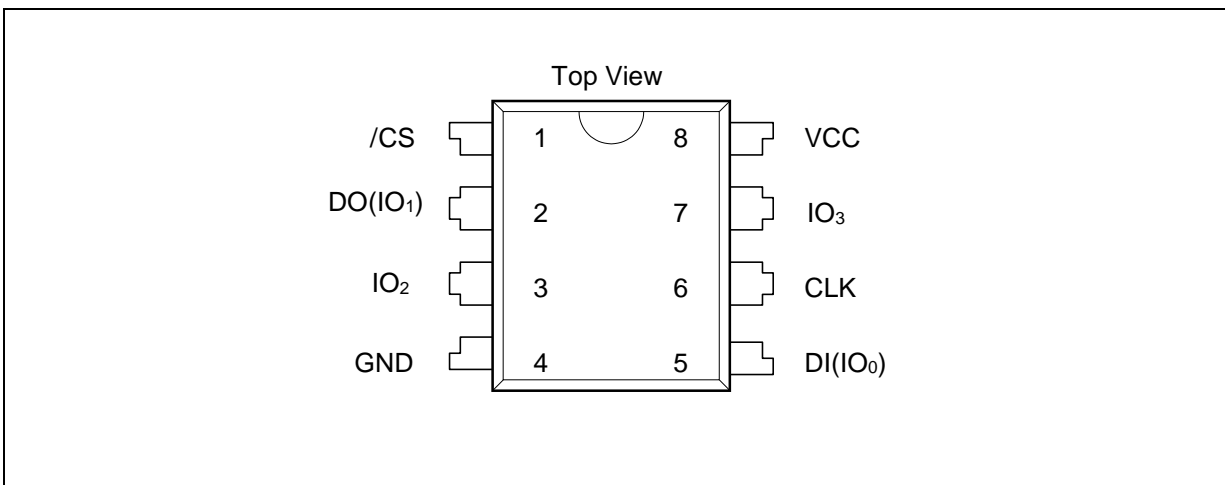 Top View
/CS 1 8 VCC
DO(IO₁) 2 7 IO₃
IO₂ 3 6 CLK
GND 4 5 DI(IO₀)